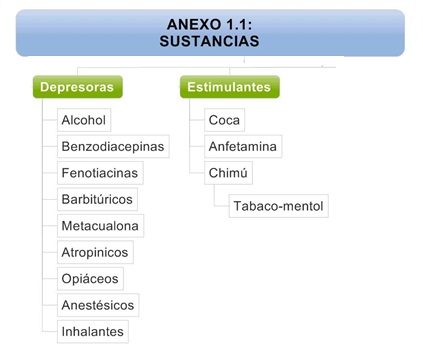 ANEXO 1.1:
SUSTANCIAS
Depresoras
Alcohol
Benzodiacepinas
Fenotiacinas
Barbitúricos
Metacualona
Atropinicos
Opiáceos
Anestésicos
Inhalantes
Estimulantes
Coca
Anfetamina
Chimú
Tabaco-mentol